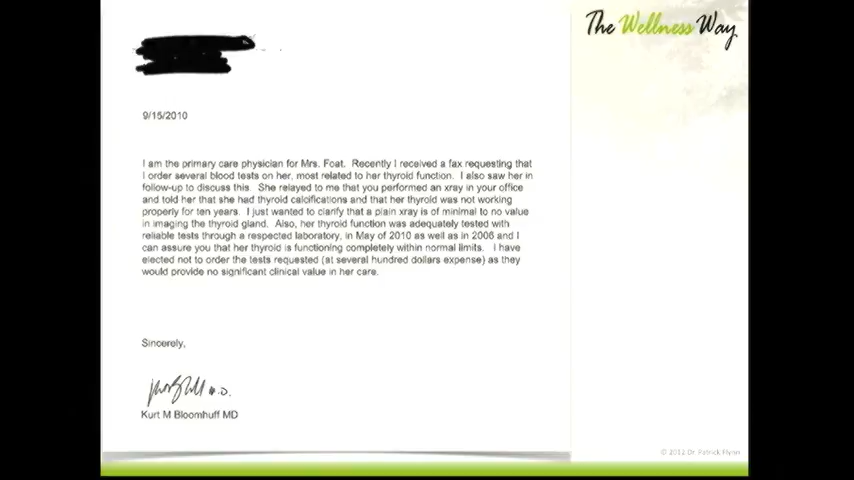 The Wellness Way
9/15/2010
I am the primary care physician for Mrs. Foat. Recently I received a fax requesting that
I order several blood tests on her, most related to her thyroid function. I also saw her in
follow-up to discuss this. She relayed to me that you performed an xray in your office
and told her that she had thyroid calcifications and that her thyroid was not working
properly for ten years. I just wanted to clarify that a plain xray is of minimal to no value
in imaging the thyroid gland. Also, her thyroid function was adequately tested with
reliable tests through a respected laboratory, in May of 2010 as well as in 2006 and I
can assure you that her thyroid is functioning completely within normal limits. I have
elected not to order the tests requested (at several hundred dollars expense) as they
would provide no significant clinical value in her care.
Sincerely,
M.D.
Kurt M Bloomhuff MD
© 2012 Dr. Patrick Flynn